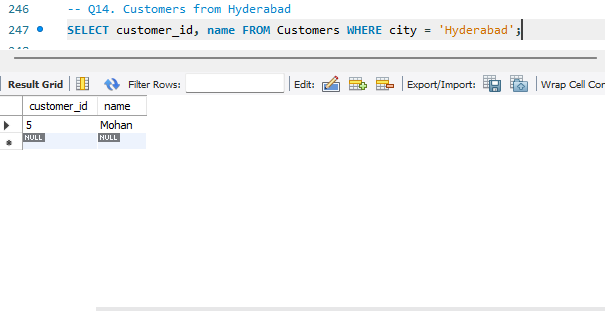 246 -- Q14. Customers from Hyderabad
247 SELECT customer_id, name FROM Customers WHERE city = 'Hyderabad';
Result Grid Filter Rows: Edit: Export/Import: Wrap Cell Cor
customer_id name
5 Mohan
NULL NULL